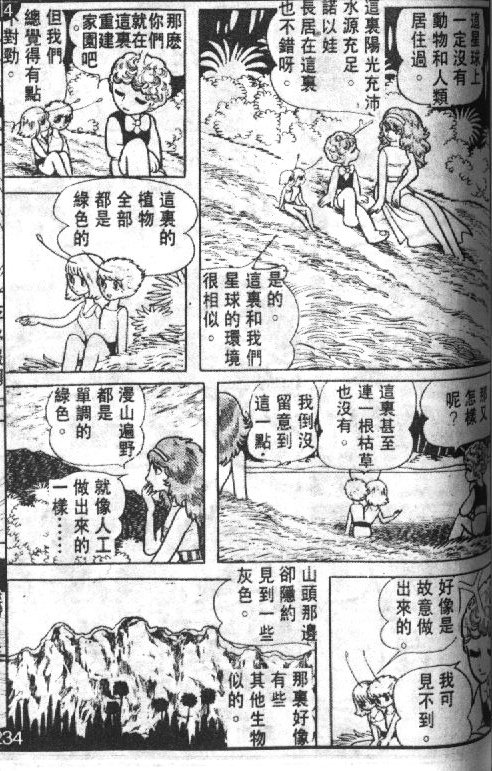 這星球上
一定沒有
動物和人類
居住過。
這裏陽光充沛
水源充足。
諾以娃
長居在這裏
也不錯呀。
是的。
這裏和我們
星球的環境
很相似。
那麽
你們
就在
這裏
重建
家園吧
。
但我們
總覺得有點
不對勁。
這裏的
植物
全部
都是
綠色的
。
那又
怎樣
呢？
這裏甚至
連一根枯草
也沒有。
我倒沒
留意到
這一點
。
漫山遍野
都是
單調的
綠色。
就像人工
做出來的
一樣……
好像是
故意做
出來的。
我可
見不到。
山頭那邊
卻隱約
見到一些
灰色。
那裏好像
有些
其他生物
似的。
234